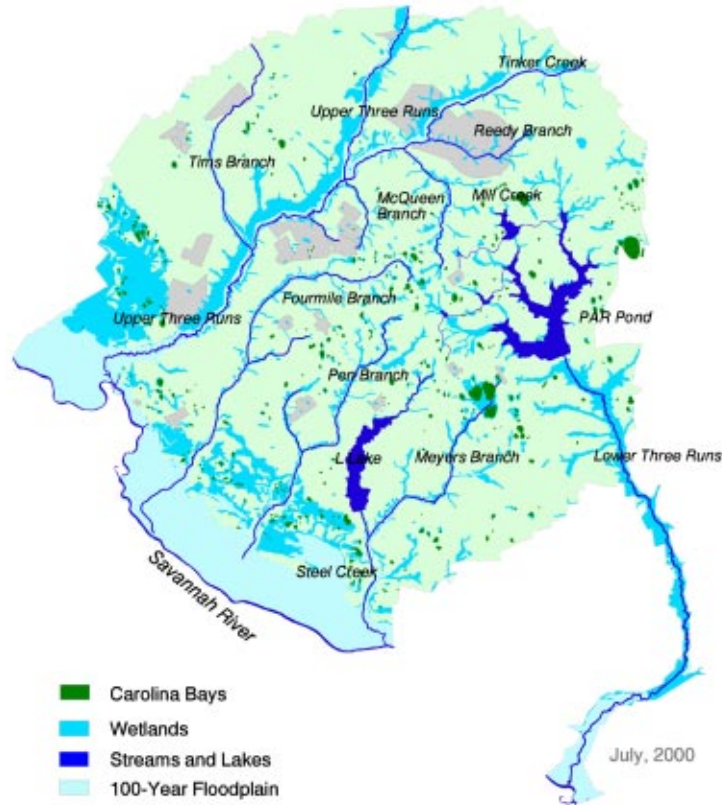 Tinker Creek
Upper Three Runs
Reedy Branch
Tims Branch
McQueen
Branch
Mill Creek
Fourmile Branch
Upper Three Runs
PAR Pond
Pen Branch
L-Lake
Meyers Branch
Lower Three Runs
Steel Creek
Savannah River
Carolina Bays
Wetlands
Streams and Lakes
July, 2000
100-Year Floodplain